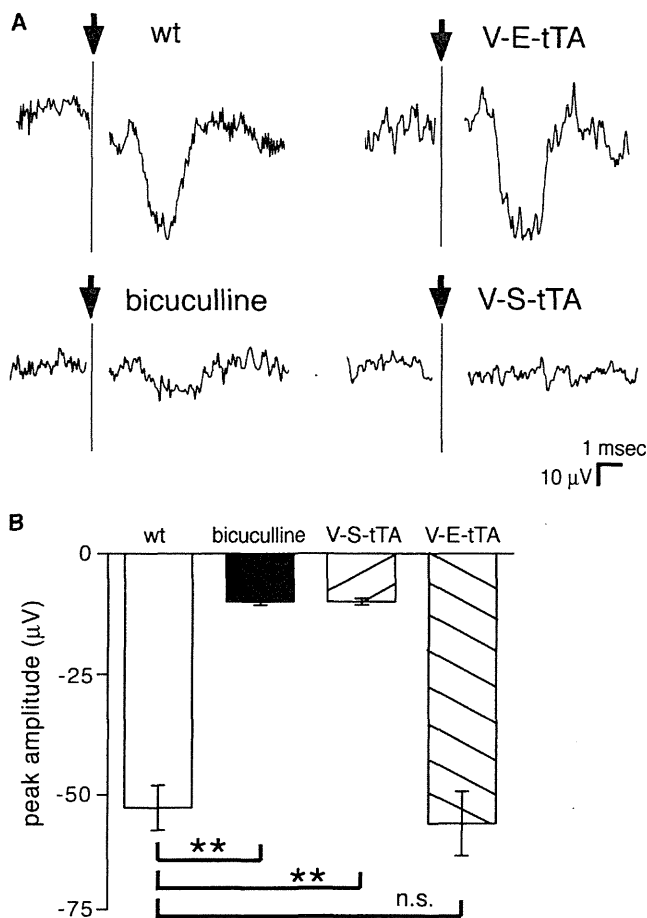 A
wt
V-E-tTA
bicuculline
V-S-tTA
1 msec
10 μV
B
wt bicuculline V-S-tTA V-E-tTA
0
-25
-50
-75
peak amplitude (μV)
**
**
n.s.